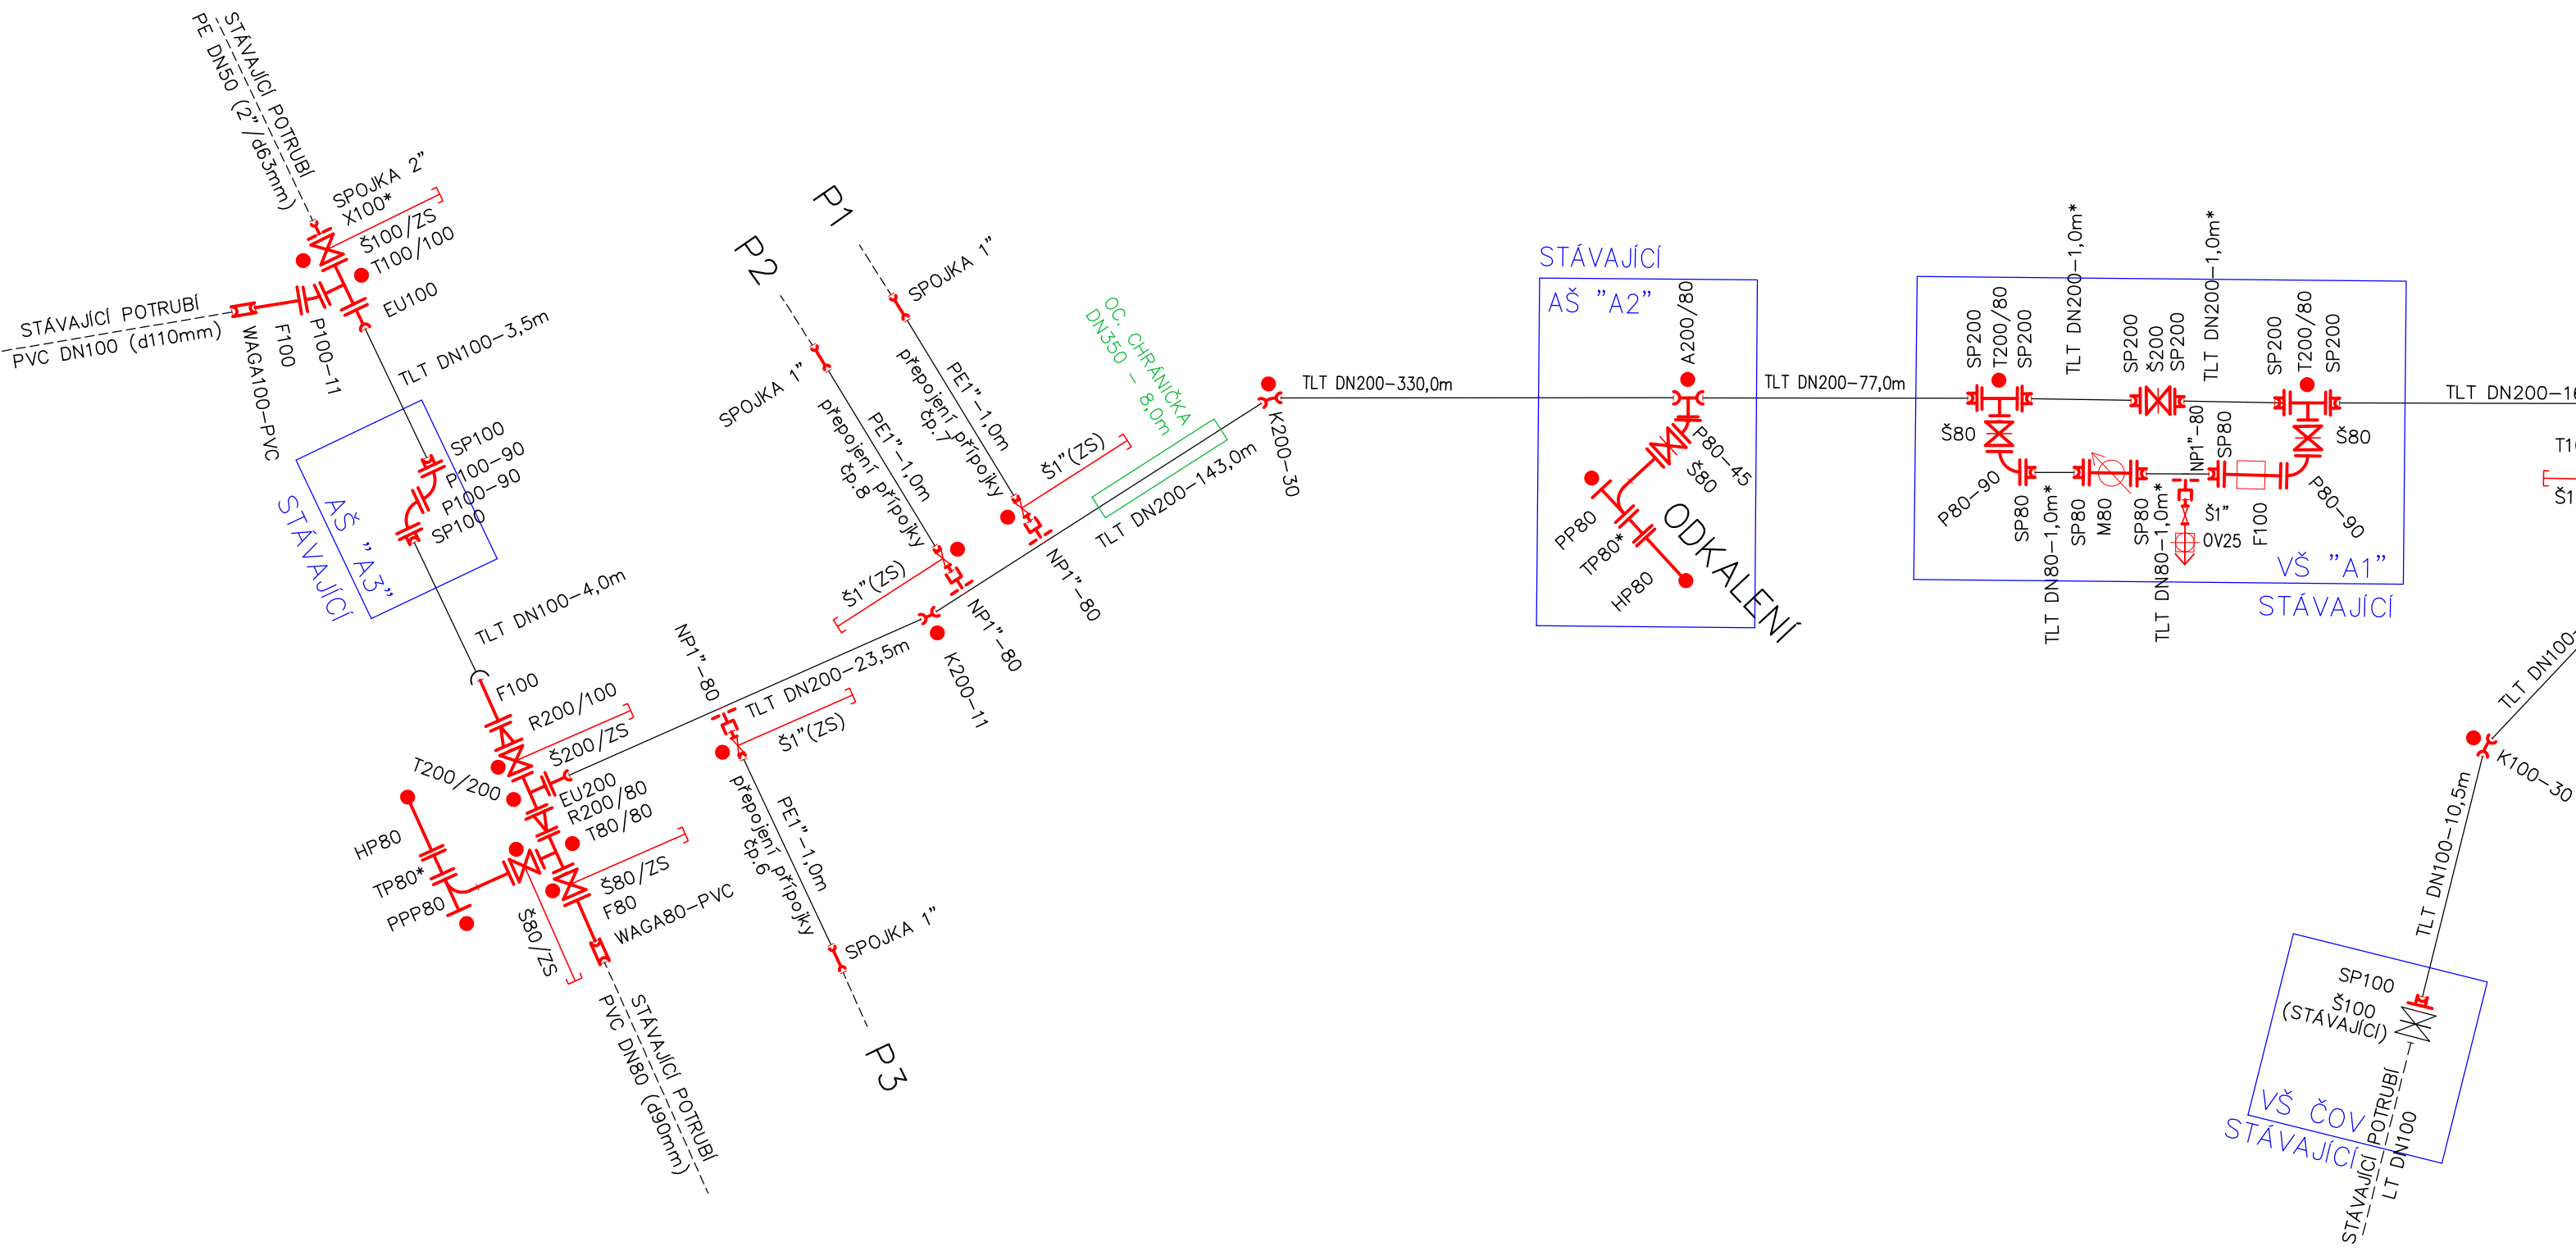 STÁVAJÍCÍ POTRUBÍ
PE DN50 (2"/d63mm)
SPOJKA 2"
X100*
Š100/ZS
T100/100
EU100
STÁVAJÍCÍ POTRUBÍ
PVC DN100 (d110mm)
WAGA100-PVC
F100
P100-11
TLT DN100-3,5m
SP100
P100-90
P100-90
SP100
AŠ "A3"
STÁVAJÍCÍ
TLT DN100-4,0m
F100
R200/100
Š200/ZS
T200/200
EU200
R200/80
T80/80
HP80
TP80*
PPP80
Š80/ZS
Š80/ZS
F80
WAGA80-PVC
STÁVAJÍCÍ POTRUBÍ
PVC DN80 (d90mm)
NP1"-80
TLT DN200-23,5m
Š1"(ZS)
PE1"-1,0m
přepojení přípojky
čp.6
SPOJKA 1"
P3
P2
SPOJKA 1"
PE1"-1,0m
přepojení přípojky
čp.8
Š1"(ZS)
NP1"-80
K200-11
P1
SPOJKA 1"
PE1"-1,0m
přepojení přípojky
čp.7
Š1"(ZS)
NP1"-80
OC. CHRÁNIČKA
DN350 - 8,0m
TLT DN200-143,0m
K200-30
TLT DN200-330,0m
STÁVAJÍCÍ
AŠ "A2"
A200/80
P80-45
Š80
PP80
TP80*
HP80
ODKALENÍ
TLT DN200-77,0m
SP200
T200/80
SP200
TLT DN200-1,0m*
SP200
Š200
SP200
TLT DN200-1,0m*
SP200
T200/80
SP200
Š80
Š80
P80-90
SP80
TLT DN80-1,0m*
SP80
M80
SP80
TLT DN80-1,0m*
NP1"-80
SP80
Š1"
OV25
F100
P80-90
VŠ "A1"
STÁVAJÍCÍ
TLT DN200-16
T10
Š1
TLT DN100-
K100-30
TLT DN100-10,5m
SP100
Š100
(STÁVAJÍCÍ)
VŠ ČOV
STÁVAJÍCÍ
STÁVAJÍCÍ POTRUBÍ
LT DN100